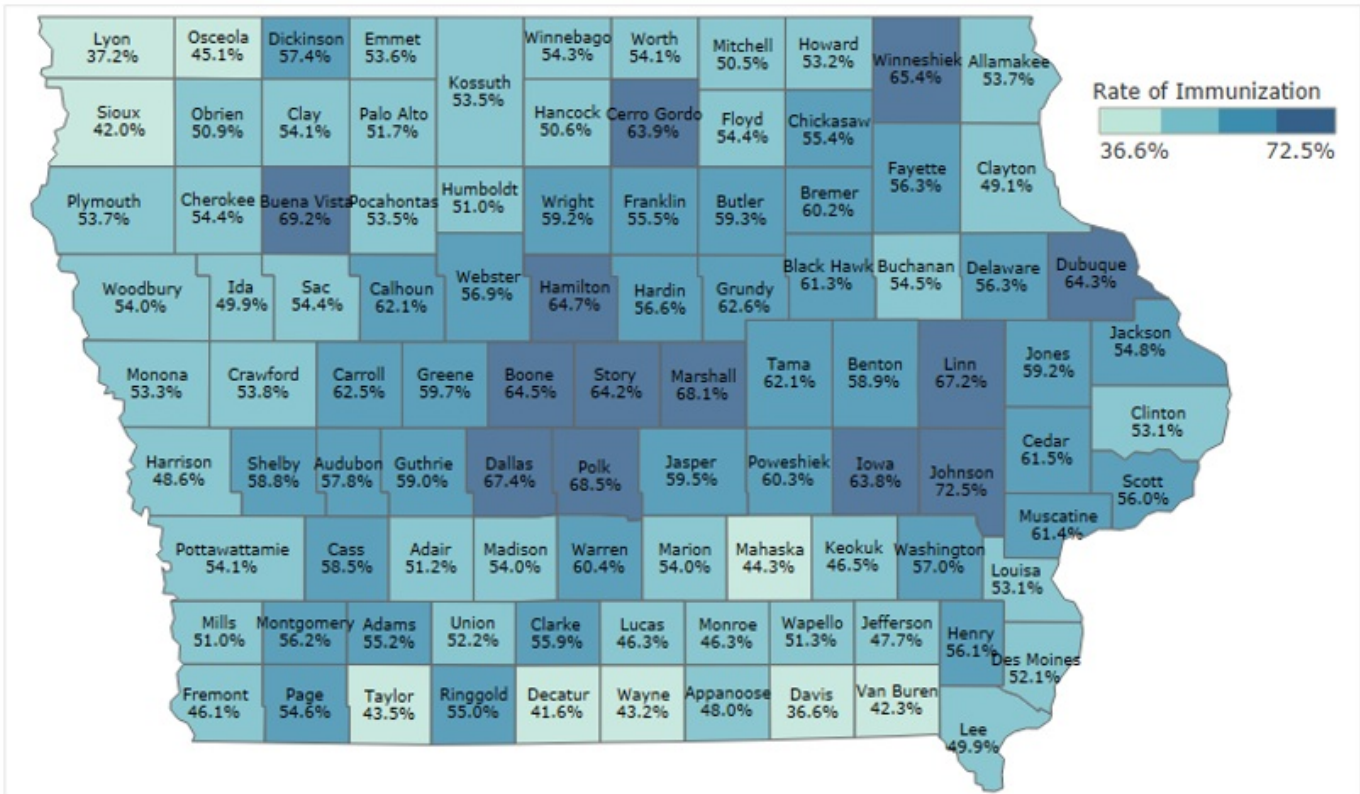 Lyon
37.2%
Osceola
45.1%
Dickinson
57.4%
Emmet
53.6%
Kossuth
53.5%
Winnebago
54.3%
Worth
54.1%
Mitchell
50.5%
Howard
53.2%
Winneshiek
65.4%
Allamakee
53.7%
Rate of Immunization
36.6%
72.5%
Sioux
42.0%
Obrien
50.9%
Clay
54.1%
Palo Alto
51.7%
Hancock
50.6%
Cerro Gordo
63.9%
Floyd
54.4%
Chickasaw
55.4%
Fayette
56.3%
Clayton
49.1%
Plymouth
53.7%
Cherokee
54.4%
Buena Vista
69.2%
Pocahontas
53.5%
Humboldt
51.0%
Wright
59.2%
Franklin
55.5%
Butler
59.3%
Bremer
60.2%
Woodbury
54.0%
Ida
49.9%
Sac
54.4%
Calhoun
62.1%
Webster
56.9%
Hamilton
64.7%
Hardin
56.6%
Grundy
62.6%
Black Hawk
61.3%
Buchanan
54.5%
Delaware
56.3%
Dubuque
64.3%
Monona
53.3%
Crawford
53.8%
Carroll
62.5%
Greene
59.7%
Boone
64.5%
Story
64.2%
Marshall
68.1%
Tama
62.1%
Benton
58.9%
Linn
67.2%
Jones
59.2%
Jackson
54.8%
Clinton
53.1%
Harrison
48.6%
Shelby
58.8%
Audubon
57.8%
Guthrie
59.0%
Dallas
67.4%
Polk
68.5%
Jasper
59.5%
Poweshiek
60.3%
Iowa
63.8%
Johnson
72.5%
Cedar
61.5%
Scott
56.0%
Muscatine
61.4%
Pottawattamie
54.1%
Cass
58.5%
Adair
51.2%
Madison
54.0%
Warren
60.4%
Marion
54.0%
Mahaska
44.3%
Keokuk
46.5%
Washington
57.0%
Louisa
53.1%
Mills
51.0%
Montgomery
56.2%
Adams
55.2%
Union
52.2%
Clarke
55.9%
Lucas
46.3%
Monroe
46.3%
Wapello
51.3%
Jefferson
47.7%
Henry
56.1%
Des Moines
52.1%
Fremont
46.1%
Page
54.6%
Taylor
43.5%
Ringgold
55.0%
Decatur
41.6%
Wayne
43.2%
Appanoose
48.0%
Davis
36.6%
Van Buren
42.3%
Lee
49.9%